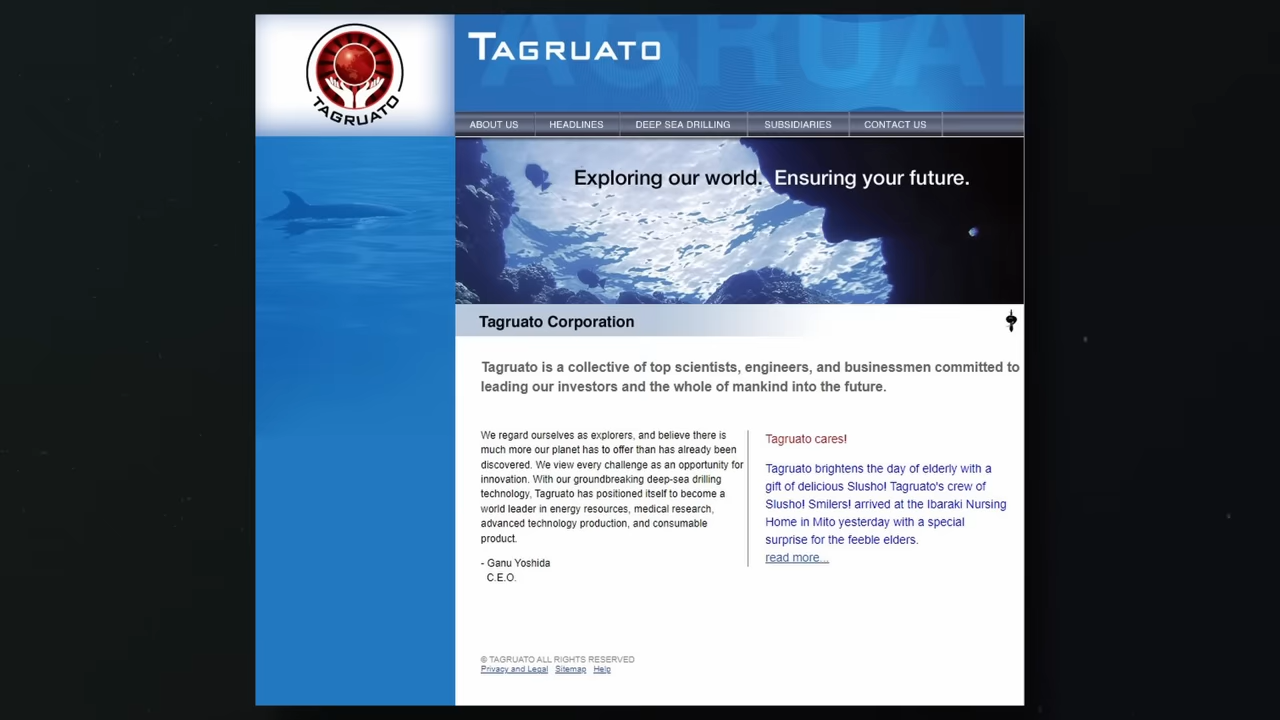 TAGRUATO
TAGRUATO
AGRUA
ABOUT US
HEADLINES
DEEP SEA DRILLING
SUBSIDIARIES
CONTACT US
Exploring our world. Ensuring your future.
Tagruato Corporation
Tagruato is a collective of top scientists, engineers, and businessmen committed to
leading our investors and the whole of mankind into the future.
We regard ourselves as explorers, and believe there is
much more our planet has to offer than has already been
discovered. We view every challenge as an opportunity for
innovation. With our groundbreaking deep-sea drilling
technology, Tagruato has positioned itself to become a
world leader in energy resources, medical research,
advanced technology production, and consumable
product.
- Ganu Yoshida
C.E.O.
Tagruato cares!
Tagruato brightens the day of elderly with a
gift of delicious Slusho! Tagruato's crew of
Slusho! Smilers! arrived at the Ibaraki Nursing
Home in Mito yesterday with a special
surprise for the feeble elders.
read more...
© TAGRUATO ALL RIGHTS RESERVED
Privacy and Legal Sitemap Help